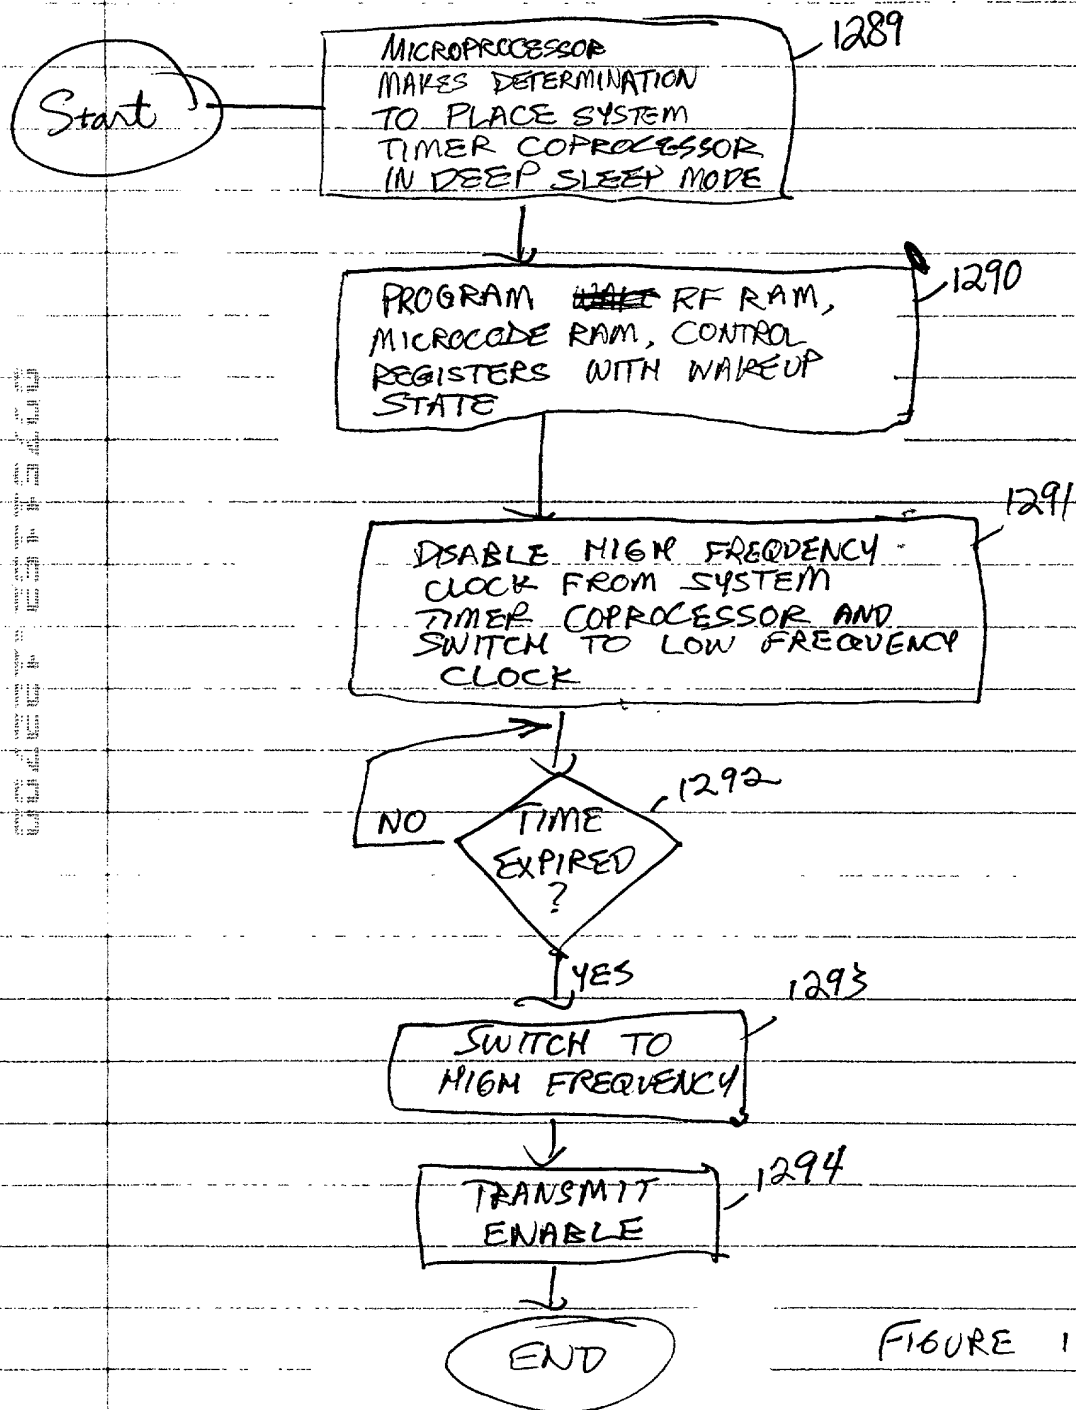 Start
MICROPROCESSOR
MAKES DETERMINATION
TO PLACE SYSTEM
TIMER COPROCESSOR
IN DEEP SLEEP MODE
1289
PROGRAM RF RAM,
MICROCODE RAM, CONTROL
REGISTERS WITH WAKEUP
STATE
1290
DISABLE HIGH FREQUENCY
CLOCK FROM SYSTEM
TIMER COPROCESSOR AND
SWITCH TO LOW FREQUENCY
CLOCK
1291
TIME
EXPIRED
?
1292
NO
YES
SWITCH TO
HIGH FREQUENCY
1293
TRANSMIT
ENABLE
1294
END
FIGURE 1